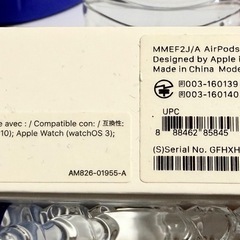 MMEF2J/A AirPods
Designed by Apple i
Made in China Mode
003-160139
003-160140
UPC
8 88462 85845
(S)Serial No. GFHXH
e avec : / Compatible con: / 互換性:
10); Apple Watch (watchOS 3);
AM826-01955-A